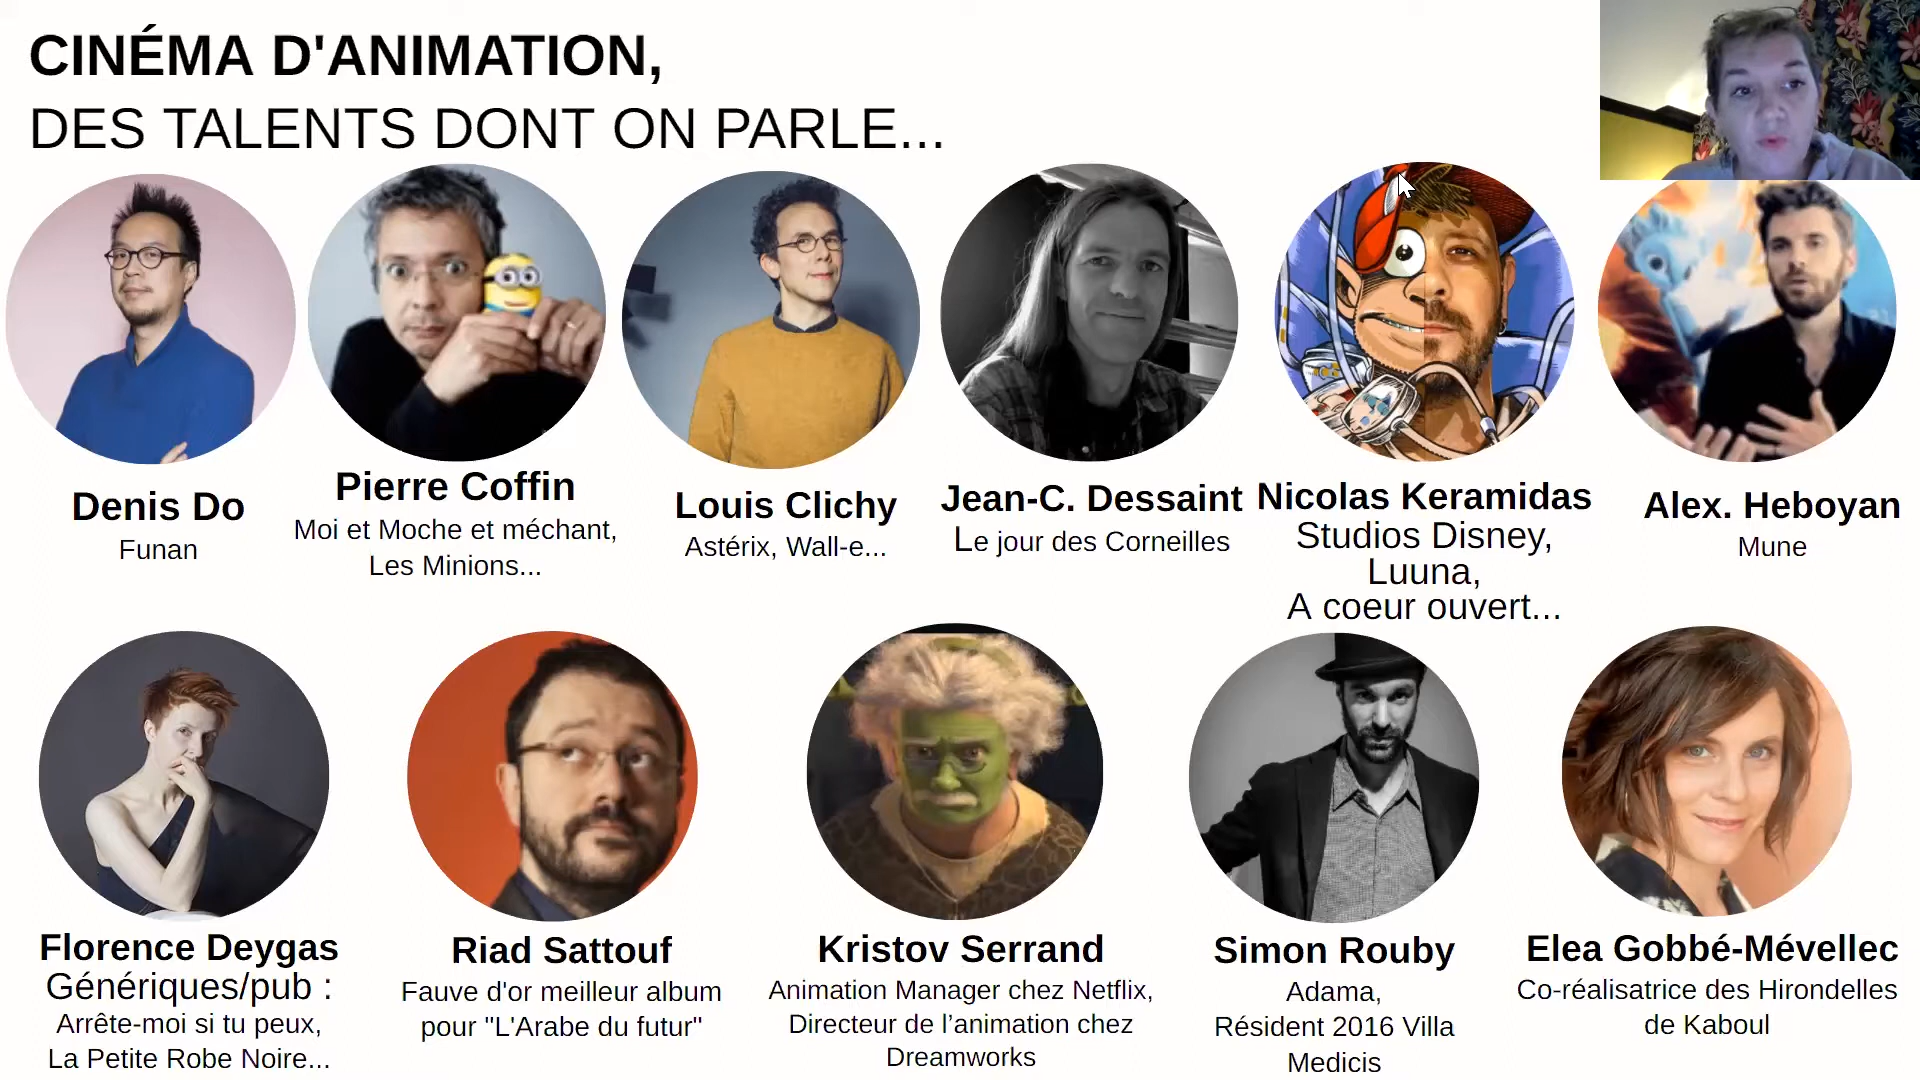 CINÉMA D'ANIMATION,
DES TALENTS DONT ON PARLE...
Denis Do
Funan
Pierre Coffin
Moi et Moche et méchant,
Les Minions...
Louis Clichy
Astérix, Wall-e...
Jean-C. Dessaint
Le jour des Corneilles
Nicolas Keramidas
Studios Disney,
Luuna,
A coeur ouvert...
Alex. Heboyan
Mune
Florence Deygas
Génériques/pub :
Arrête-moi si tu peux,
La Petite Robe Noire...
Riad Sattouf
Fauve d'or meilleur album
pour "L'Arabe du futur"
Kristov Serrand
Animation Manager chez Netflix,
Directeur de l’animation chez
Dreamworks
Simon Rouby
Adama,
Résident 2016 Villa
Medicis
Elea Gobbé-Mévellec
Co-réalisatrice des Hirondelles
de Kaboul